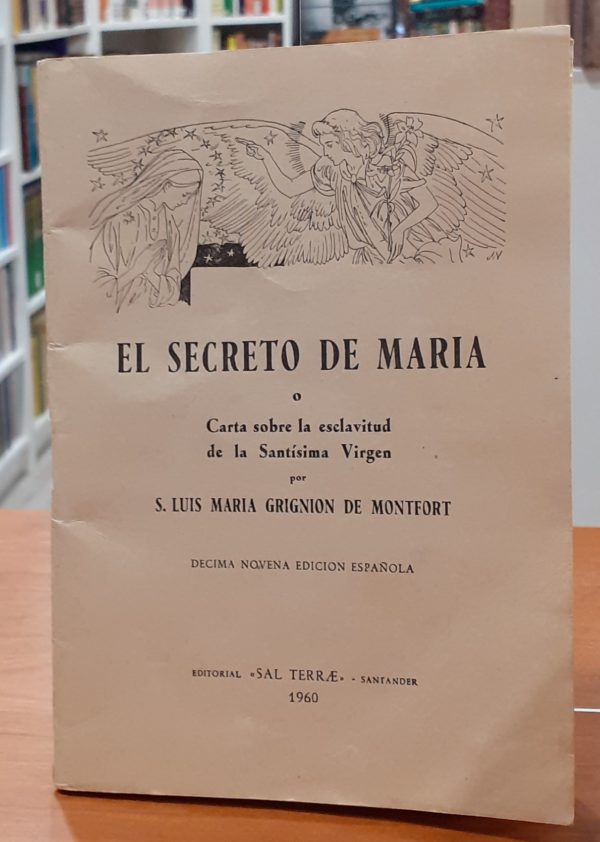 JV
EL SECRETO DE MARIA
o
Carta sobre la esclavitud
de la Santísima Virgen
por
S. LUIS MARIA GRIGNION DE MONTFORT
DECIMA NOVENA EDICION ESPAÑOLA
EDITORIAL «SAL TERRÆ» - SANTANDER
1960